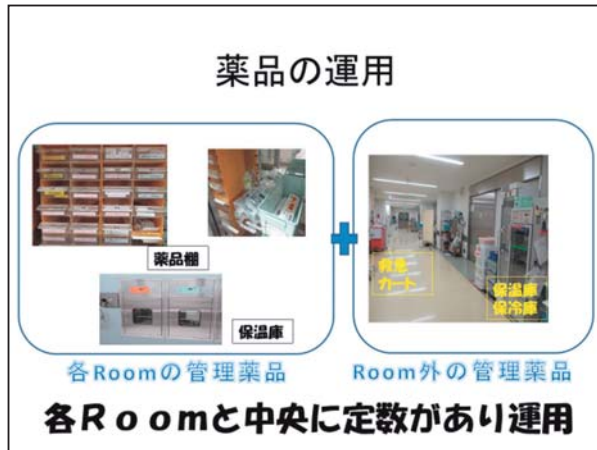 薬品の運用
薬品棚
保温庫
救急
カート
保温庫
保冷庫
各Roomの管理薬品
Room外の管理薬品
各Ｒｏｏｍと中央に定数があり運用